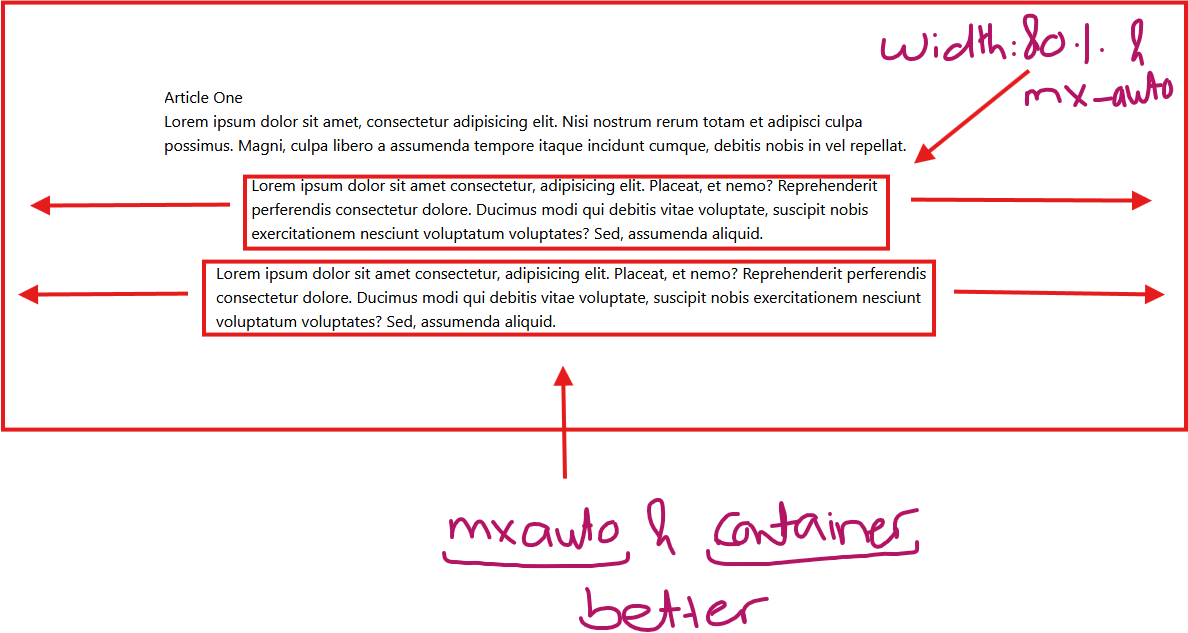 width: 80% &
mx-auto
Article One
Lorem ipsum dolor sit amet, consectetur adipisicing elit. Nisi nostrum rerum totam et adipisci culpa
possimus. Magni, culpa libero a assumenda tempore itaque incidunt cumque, debitis nobis in vel repellat.
Lorem ipsum dolor sit amet consectetur, adipisicing elit. Placeat, et nemo? Reprehenderit
perferendis consectetur dolore. Ducimus modi qui debitis vitae voluptate, suscipit nobis
exercitationem nesciunt voluptatum voluptates? Sed, assumenda aliquid.
Lorem ipsum dolor sit amet consectetur, adipisicing elit. Placeat, et nemo? Reprehenderit perferendis
consectetur dolore. Ducimus modi qui debitis vitae voluptate, suscipit nobis exercitationem nesciunt
voluptatum voluptates? Sed, assumenda aliquid.
mx auto & container
better